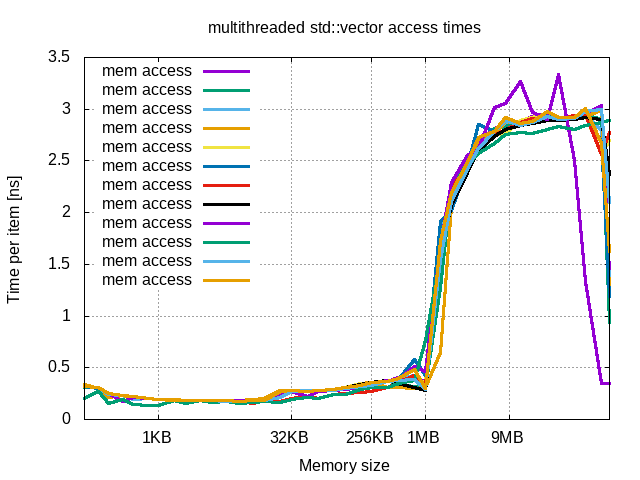 multithreaded std::vector access times
3.5
3
2.5
2
1.5
1
0.5
0
Time per item [ns]
mem access
mem access
mem access
mem access
mem access
mem access
mem access
mem access
mem access
mem access
mem access
mem access
1KB 32KB 256KB 1MB 9MB
Memory size